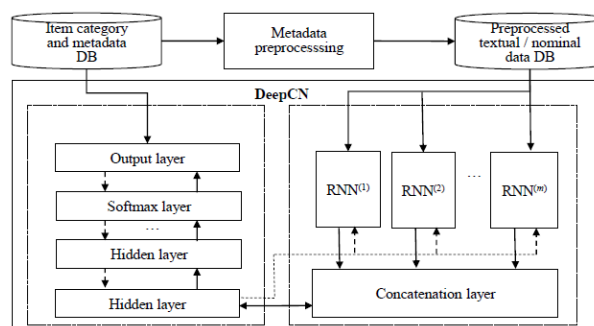 Item category
and metadata
DB
Metadata
preprocesssing
Preprocessed
textual / nominal
data DB
DeepCN
Output layer
Softmax layer
...
Hidden layer
Hidden layer
RNN(1)
RNN(2)
...
RNN(m)
Concatenation layer